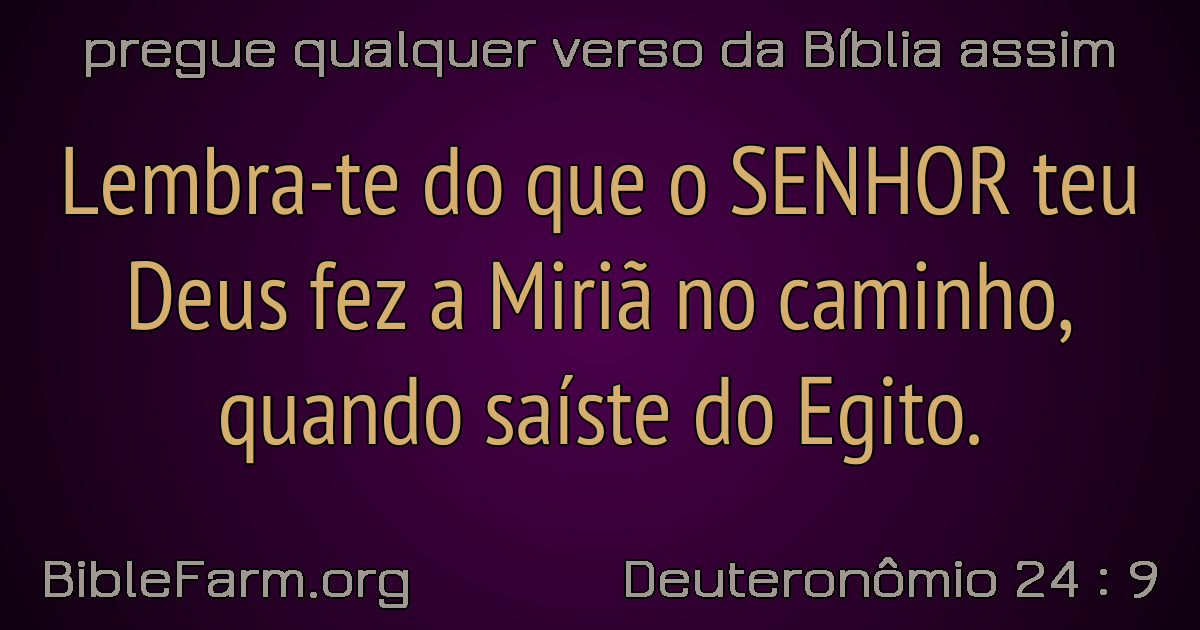 pregue qualquer verso da Bíblia assim
Lembra-te do que o SENHOR teu
Deus fez a Miriã no caminho,
quando saíste do Egito.
BibleFarm.org
Deuteronômio 24 : 9